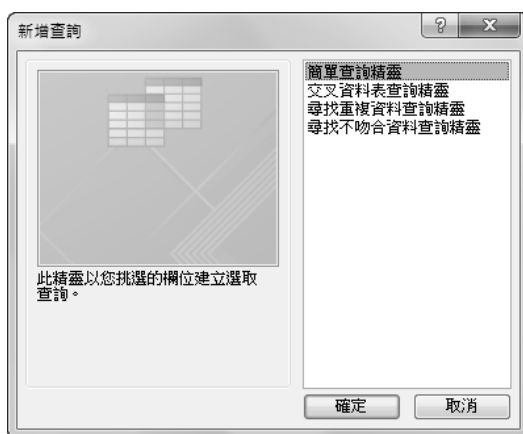 新增查詢
簡單查詢精靈
交叉資料表查詢精靈
尋找重複資料查詢精靈
尋找不吻合資料查詢精靈
此精靈以您挑選的欄位建立選取
查詢。
確定
取消